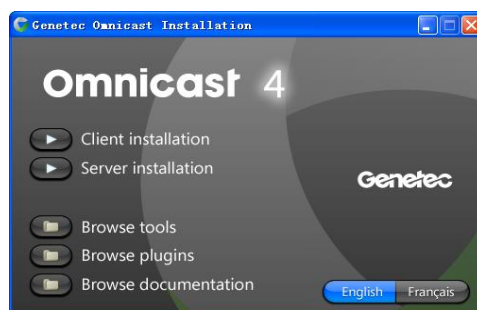 Genetec Omnicast Installation
Omnicast 4
Client installation
Server installation
Genetec
Browse tools
Browse plugins
Browse documentation
English Français